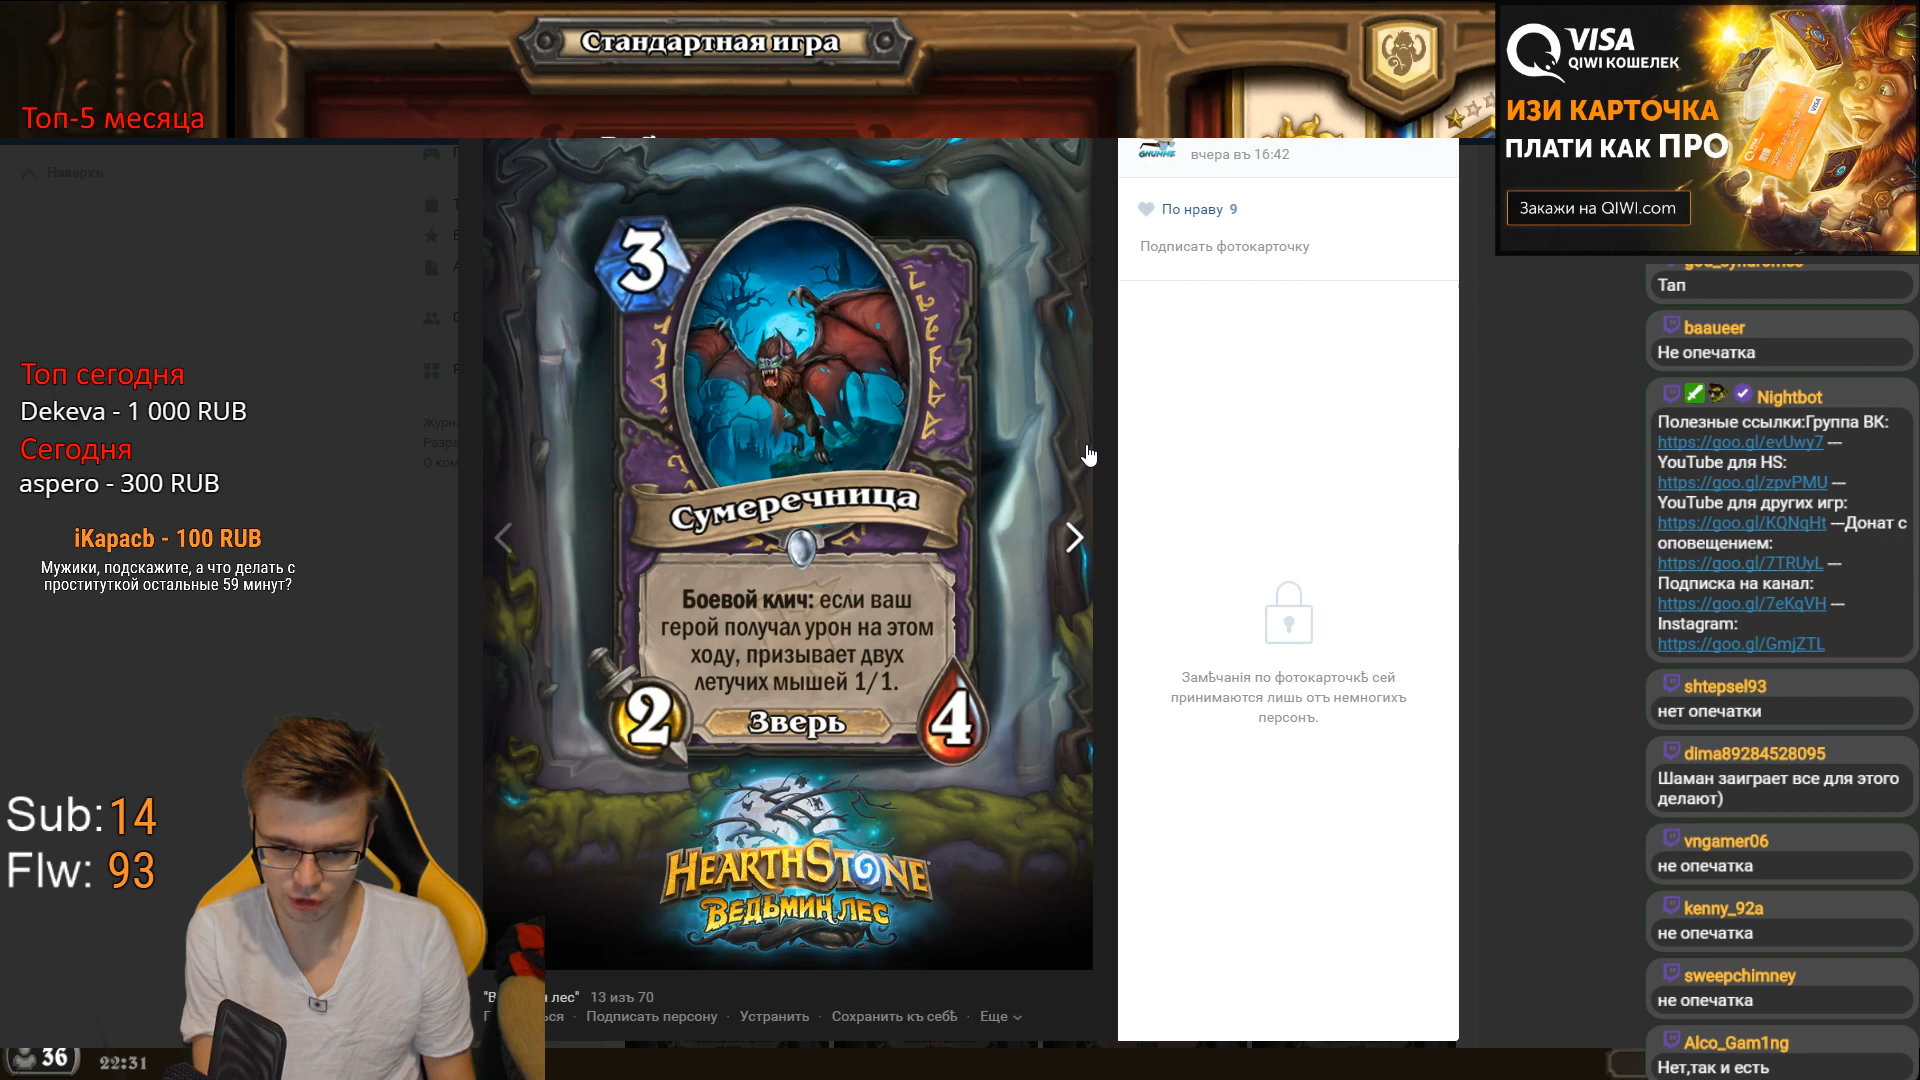 Стандартная игра
Топ-5 месяца
Наверхъ
VISA
QIWI КОШЕЛЕК
ИЗИ КАРТОЧКА
ПЛАТИ КАК ПРО
Закажи на QIWI.com
вчера въ 16:42
По нраву 9
Подписать фотокарточку
3
Сумеречница
Боевой клич: если ваш
герой получал урон на этом
ходу, призывает двух
летучих мышей 1/1.
2
Зверь
4
HEARTHSTONE
ВЕДЬМИН ЛЕС
Замѣчанія по фотокарточкѣ сей
принимаются лишь отъ немногихъ
персонъ.
лес" 13 изъ 70
Подписать персону · Устранить · Сохранить къ себѣ · Еще
Топ сегодня
Dekeva - 1 000 RUB
Сегодня
aspero - 300 RUB
iKapacb - 100 RUB
Мужики, подскажите, а что делать с
проституткой остальные 59 минут?
Sub: 14
Flw: 93
36
22:31
Тап
baaueer
Не опечатка
Nightbot
Полезные ссылки:Группа ВК:
https://goo.gl/evUwy7 —
YouTube для HS:
https://goo.gl/zpvPMU —
YouTube для других игр:
https://goo.gl/KQNqHt —Донат с
оповещением:
https://goo.gl/7TRUyL —
Подписка на канал:
https://goo.gl/7eKqVH —
Instagram:
https://goo.gl/GmjZTL
shtepsel93
нет опечатки
dima89284528095
Шаман заиграет все для этого
делают)
vngamer06
не опечатка
kenny_92a
не опечатка
sweepchimney
не опечатка
Alco_Gam1ng
Нет,так и есть